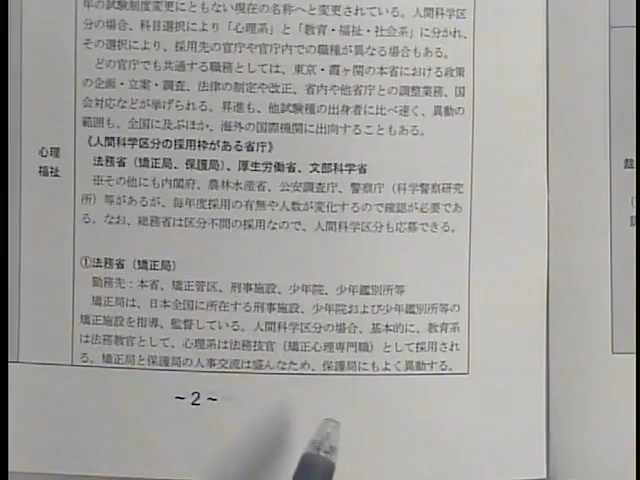 年の試験制度変更にともない現在の名称へと変更されている。人間科学区
分の場合、科目選択により「心理系」と「教育・福祉・社会系」に分かれ、
その選択により、採用先の官庁や官庁内での職種が異なる場合もある。
どの官庁でも共通する職務としては、東京・霞ヶ関の本省における政策
の企画・立案・調査、法律の制定や改正、省内や他省庁との調整業務、国
会対応などが挙げられる。昇進も、他試験種の出身者に比べ速く、異動の
範囲も、全国に及ぶほか、海外の国際機関に出向することもある。
《人間科学区分の採用枠がある省庁》
法務省（矯正局、保護局）、厚生労働省、文部科学省
※その他にも内閣府、農林水産省、公安調査庁、警察庁（科学警察研究
所）等があるが、毎年度採用の有無や人数が変化するので確認が必要であ
る。なお、総務省は区分不問の採用なので、人間科学区分も応募できる。
心理
福祉
①法務省（矯正局）
勤務先：本省、矯正管区、刑事施設、少年院、少年鑑別所等
矯正局は、日本全国に所在する刑事施設、少年院および少年鑑別所等の
矯正施設を指導、監督している。人間科学区分の場合、基本的に、教育系
は法務教官として、心理系は法務技官（矯正心理専門職）として採用され
る。矯正局と保護局の人事交流は盛んなため、保護局にもよく異動する。
～2～